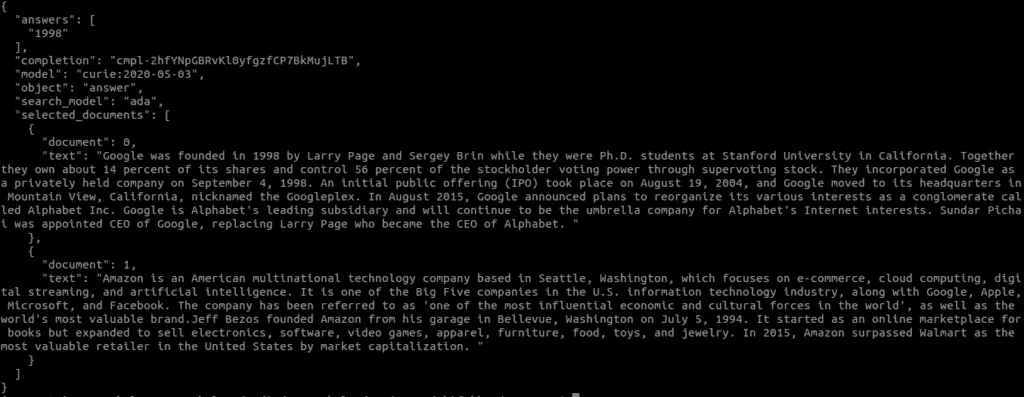 {
  "answers": [
    "1998"
  ],
  "completion": "cmpl-2hfYNpGBRvKl0yfgzfCP7BkMujLTB",
  "model": "curie:2020-05-03",
  "object": "answer",
  "search_model": "ada",
  "selected_documents": [
    {
      "document": 0,
      "text": "Google was founded in 1998 by Larry Page and Sergey Brin while they were Ph.D. students at Stanford University in California. Together
they own about 14 percent of its shares and control 56 percent of the stockholder voting power through supervoting stock. They incorporated Google as
a privately held company on September 4, 1998. An initial public offering (IPO) took place on August 19, 2004, and Google moved to its headquarters in
 Mountain View, California, nicknamed the Googleplex. In August 2015, Google announced plans to reorganize its various interests as a conglomerate cal
led Alphabet Inc. Google is Alphabet's leading subsidiary and will continue to be the umbrella company for Alphabet's Internet interests. Sundar Picha
i was appointed CEO of Google, replacing Larry Page who became the CEO of Alphabet. "
    },
    {
      "document": 1,
      "text": "Amazon is an American multinational technology company based in Seattle, Washington, which focuses on e-commerce, cloud computing, digi
tal streaming, and artificial intelligence. It is one of the Big Five companies in the U.S. information technology industry, along with Google, Apple,
 Microsoft, and Facebook. The company has been referred to as 'one of the most influential economic and cultural forces in the world', as well as the
world's most valuable brand.Jeff Bezos founded Amazon from his garage in Bellevue, Washington on July 5, 1994. It started as an online marketplace for
 books but expanded to sell electronics, software, video games, apparel, furniture, food, toys, and jewelry. In 2015, Amazon surpassed Walmart as the
most valuable retailer in the United States by market capitalization. "
    }
  ]
}